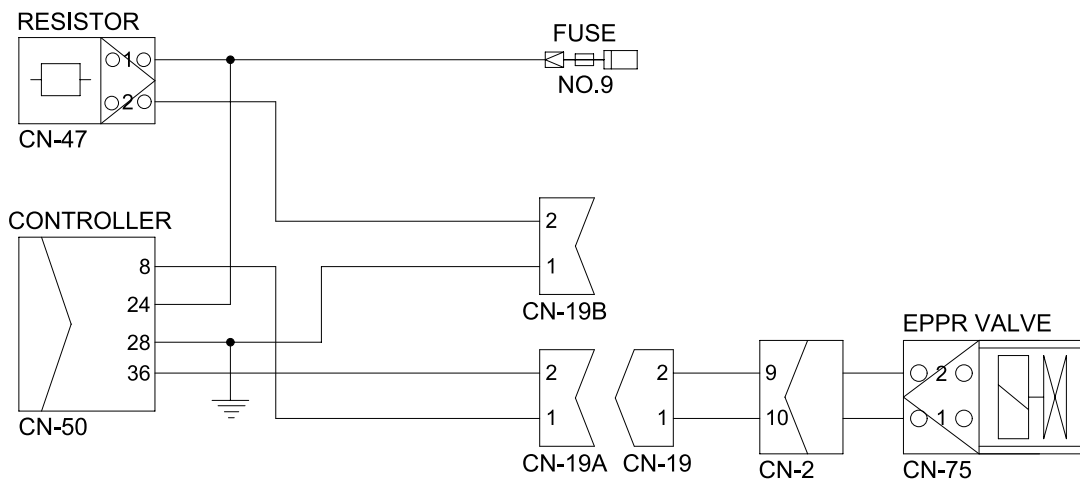 RESISTOR
FUSE
1
2
NO.9
CN-47
CONTROLLER
2
8
1
24
CN-19B
28
EPPR VALVE
36
2
2
9
2
1
1
10
1
CN-50
CN-19A
CN-19
CN-2
CN-75